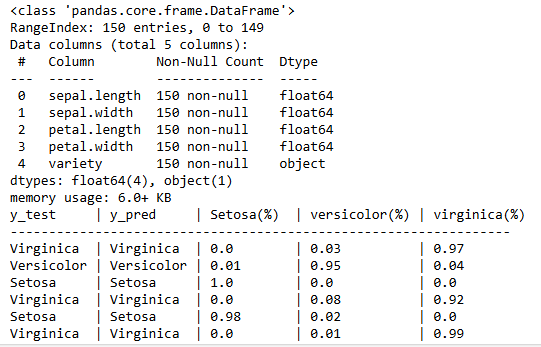 <class 'pandas.core.frame.DataFrame'>
RangeIndex: 150 entries, 0 to 149
Data columns (total 5 columns):
 #   Column        Non-Null Count  Dtype
---  ------        --------------  -----
 0   sepal.length  150 non-null    float64
 1   sepal.width   150 non-null    float64
 2   petal.length  150 non-null    float64
 3   petal.width   150 non-null    float64
 4   variety       150 non-null    object
dtypes: float64(4), object(1)
memory usage: 6.0+ KB
y_test     | y_pred     | Setosa(%)  | versicolor(%) | virginica(%)
------------------------------------------------------------------
Virginica  | Virginica  | 0.0        | 0.03          | 0.97
Versicolor | Versicolor | 0.01       | 0.95          | 0.04
Setosa     | Setosa     | 1.0        | 0.0           | 0.0
Virginica  | Virginica  | 0.0        | 0.08          | 0.92
Setosa     | Setosa     | 0.98       | 0.02          | 0.0
Virginica  | Virginica  | 0.0        | 0.01          | 0.99